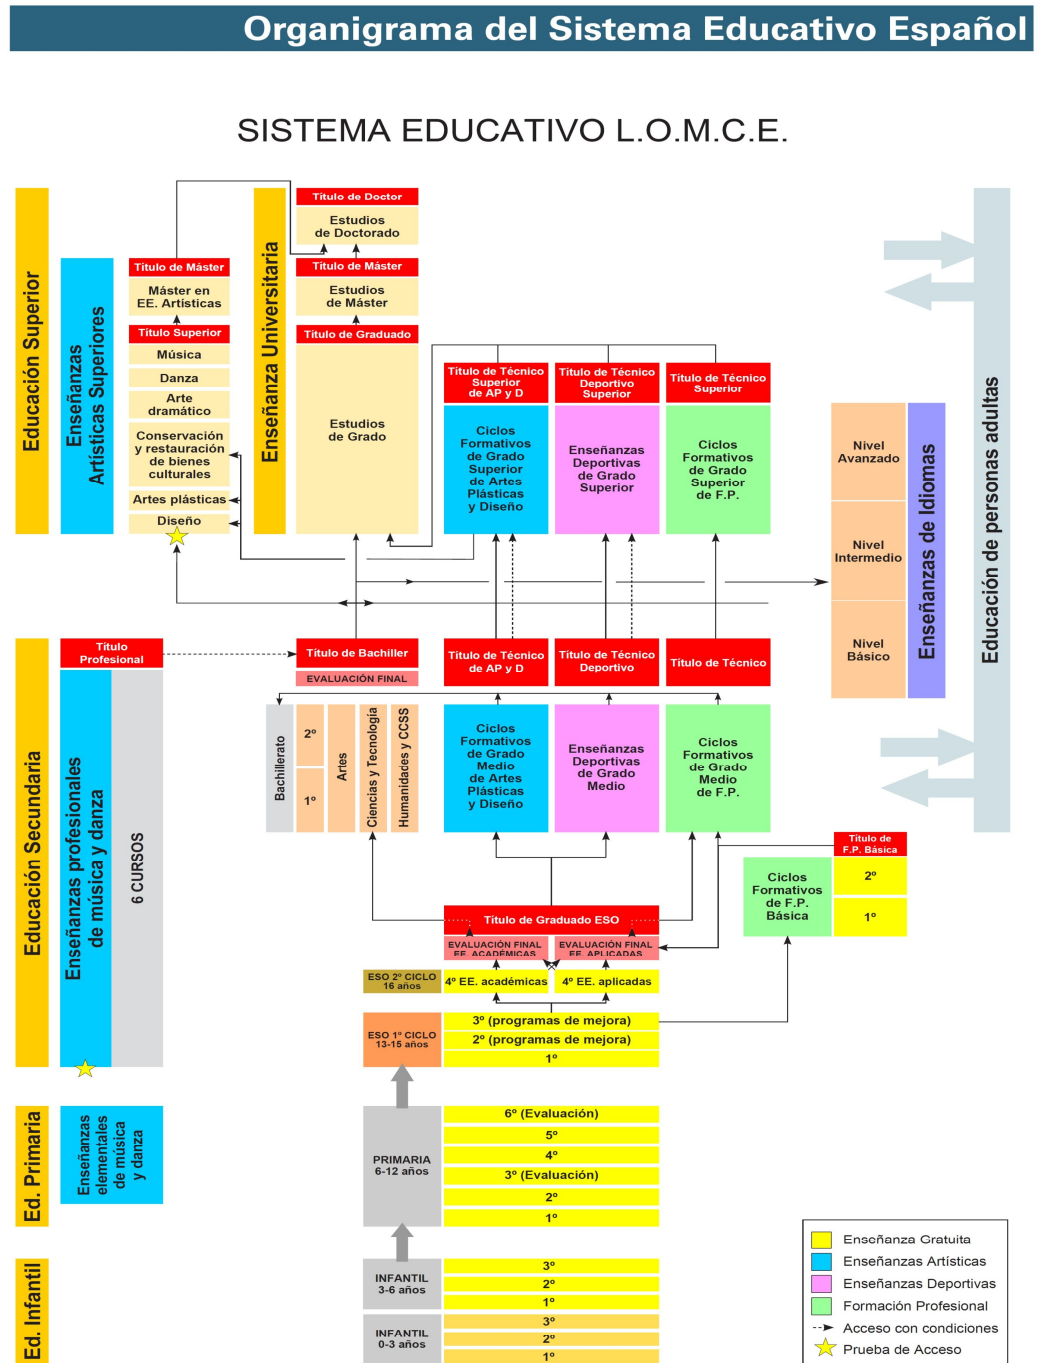 Organigrama del Sistema Educativo Español
SISTEMA EDUCATIVO L.O.M.C.E.
Educación Superior
Enseñanzas
Artísticas Superiores
Título de Máster
Máster en
EE. Artísticas
Título Superior
Música
Danza
Arte
dramático
Conservación
y restauración
de bienes
culturales
Artes plásticas
Diseño
Enseñanza Universitaria
Título de Doctor
Estudios
de Doctorado
Título de Máster
Estudios
de Máster
Título de Graduado
Estudios
de Grado
Título de Técnico
Superior
de AP y D
Ciclos
Formativos
de Grado
Superior
de Artes
Plásticas
y Diseño
Título de Técnico
Deportivo
Superior
Enseñanzas
Deportivas
de Grado
Superior
Título de Técnico
Superior
Ciclos
Formativos
de Grado
Superior
de F.P.
Nivel
Avanzado
Nivel
Intermedio
Nivel
Básico
Enseñanzas de Idiomas
Educación de personas adultas
Educación Secundaria
Título
Profesional
Enseñanzas profesionales
de música y danza
6 CURSOS
Título de Bachiller
EVALUACIÓN FINAL
Bachillerato
2º
1º
Artes
Ciencias y Tecnología
Humanidades y CCSS
Título de Técnico
de AP y D
Ciclos
Formativos
de Grado
Medio
de Artes
Plásticas
y Diseño
Título de Técnico
Deportivo
Enseñanzas
Deportivas
de Grado
Medio
Título de Técnico
Ciclos
Formativos
de Grado
Medio
de F.P.
Título de
F.P. Básica
Ciclos
Formativos
de F.P.
Básica
2º
1º
Título de Graduado ESO
EVALUACIÓN FINAL
EE. ACADÉMICAS
EVALUACIÓN FINAL
EE. APLICADAS
ESO 2º CICLO
16 años
4º EE. académicas
4º EE. aplicadas
ESO 1º CICLO
13-15 años
3º (programas de mejora)
2º (programas de mejora)
1º
Ed. Primaria
Enseñanzas
elementales
de música
y danza
PRIMARIA
6-12 años
6º (Evaluación)
5º
4º
3º (Evaluación)
2º
1º
Ed. Infantil
INFANTIL
3-6 años
3º
2º
1º
INFANTIL
0-3 años
3º
2º
1º
Enseñanza Gratuita
Enseñanzas Artísticas
Enseñanzas Deportivas
Formación Profesional
Acceso con condiciones
Prueba de Acceso